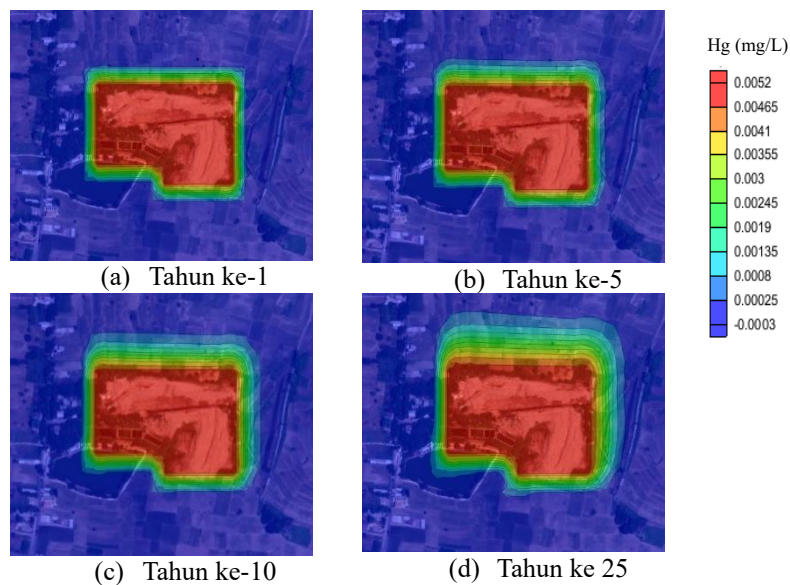 Hg (mg/L)
0.0052
0.00465
0.0041
0.00355
0.003
0.00245
0.0019
0.00135
0.0008
0.00025
-0.0003
(a) Tahun ke-1
(b) Tahun ke-5
(c) Tahun ke-10
(d) Tahun ke 25